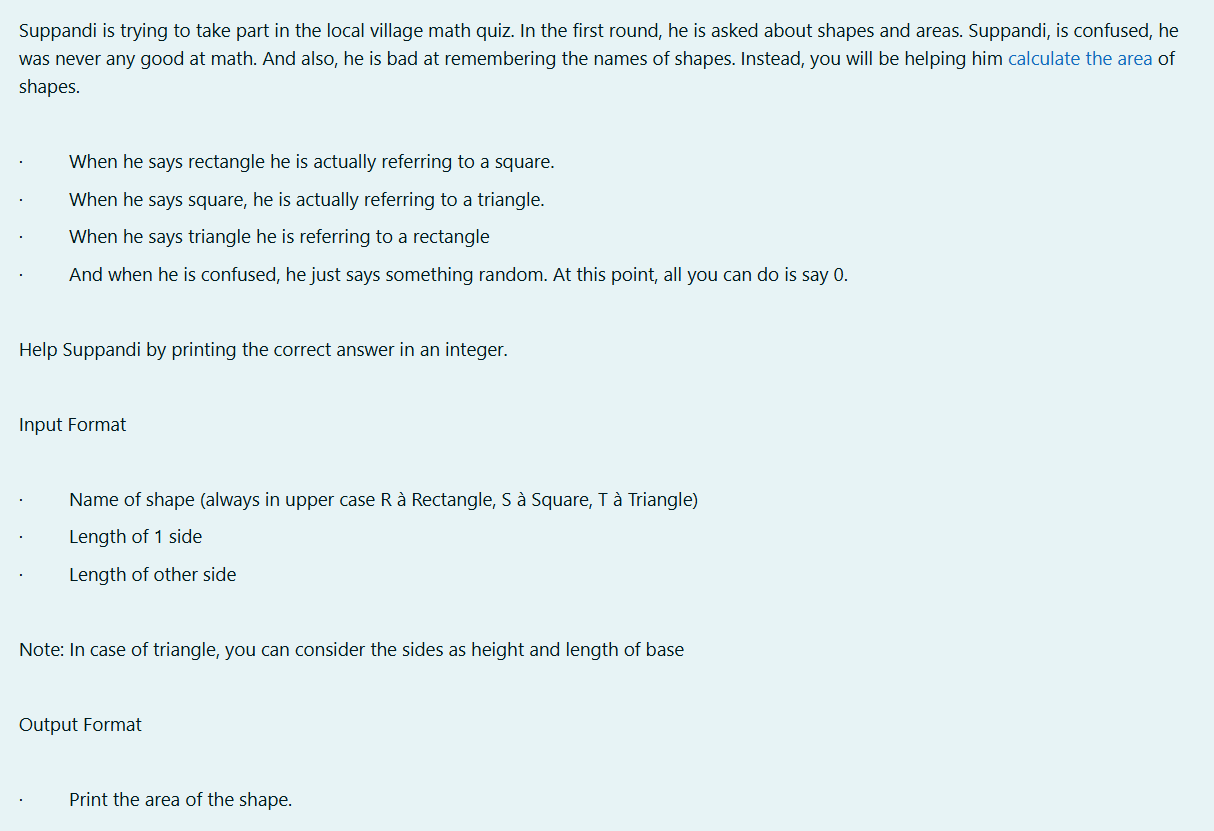 Suppandi is trying to take part in the local village math quiz. In the first round, he is asked about shapes and areas. Suppandi, is confused, he
was never any good at math. And also, he is bad at remembering the names of shapes. Instead, you will be helping him calculate the area of
shapes.
· When he says rectangle he is actually referring to a square.
· When he says square, he is actually referring to a triangle.
· When he says triangle he is referring to a rectangle
· And when he is confused, he just says something random. At this point, all you can do is say 0.
Help Suppandi by printing the correct answer in an integer.
Input Format
· Name of shape (always in upper case R à Rectangle, S à Square, T à Triangle)
· Length of 1 side
· Length of other side
Note: In case of triangle, you can consider the sides as height and length of base
Output Format
· Print the area of the shape.